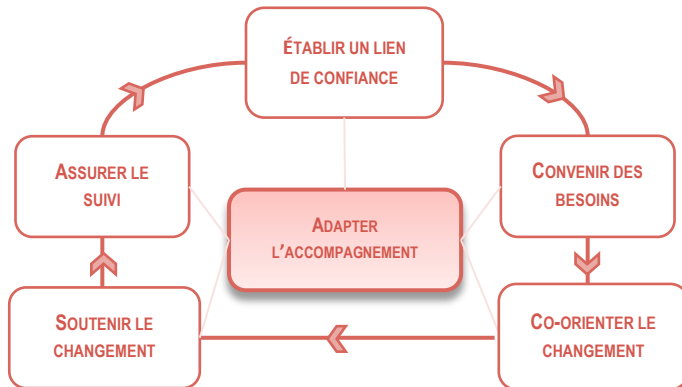 ÉTABLIR UN LIEN
DE CONFIANCE
ASSURER LE
SUIVI
CONVENIR DES
BESOINS
ADAPTER
L'ACCOMPAGNEMENT
SOUTENIR LE
CHANGEMENT
CO-ORIENTER LE
CHANGEMENT